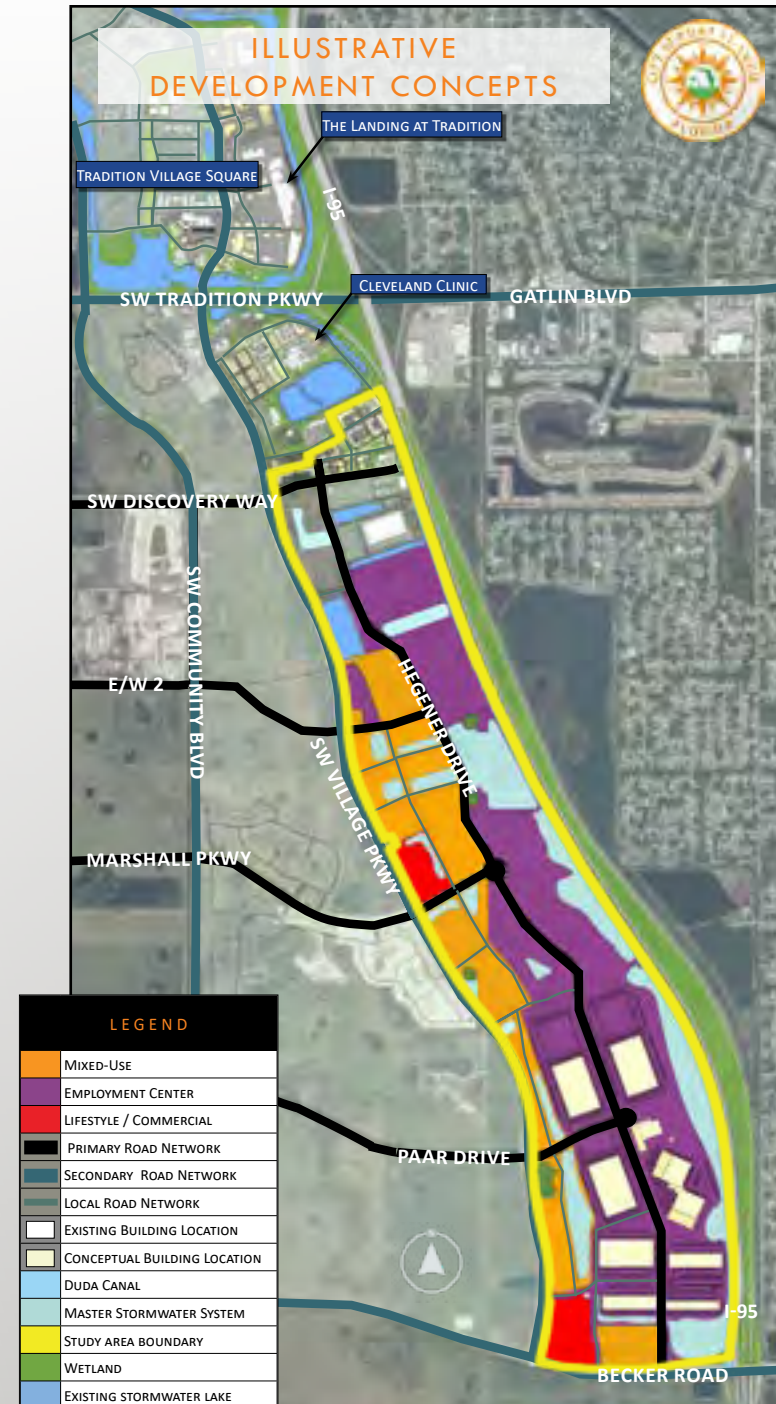 ILLUSTRATIVE
DEVELOPMENT CONCEPTS
THE LANDING AT TRADITION
TRADITION VILLAGE SQUARE
I-95
CLEVELAND CLINIC
SW TRADITION PKWY
GATLIN BLVD
SW DISCOVERY WAY
SW COMMUNITY BLVD
E/W 2
HEGENER DRIVE
SW VILLAGE PKWY
MARSHALL PKWY
PAAR DRIVE
I-95
BECKER ROAD
LEGEND
MIXED-USE
EMPLOYMENT CENTER
LIFESTYLE / COMMERCIAL
PRIMARY ROAD NETWORK
SECONDARY ROAD NETWORK
LOCAL ROAD NETWORK
EXISTING BUILDING LOCATION
CONCEPTUAL BUILDING LOCATION
DUDA CANAL
MASTER STORMWATER SYSTEM
STUDY AREA BOUNDARY
WETLAND
EXISTING STORMWATER LAKE